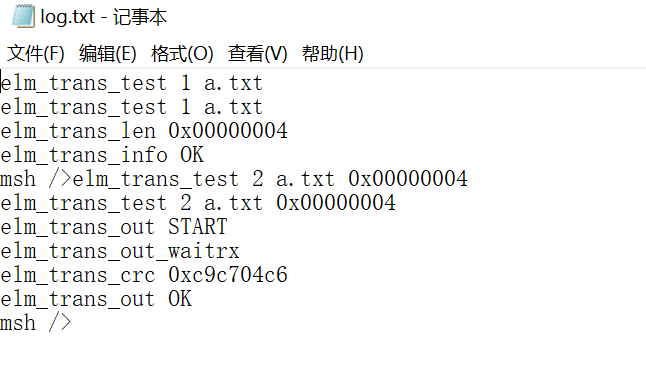 log.txt - 记事本
文件(F) 编辑(E) 格式(O) 查看(V) 帮助(H)
elm_trans_test 1 a.txt
elm_trans_test 1 a.txt
elm_trans_len 0x00000004
elm_trans_info OK
msh />elm_trans_test 2 a.txt 0x00000004
elm_trans_test 2 a.txt 0x00000004
elm_trans_out START
elm_trans_out_waitrx
elm_trans_crc 0xc9c704c6
elm_trans_out OK
msh />